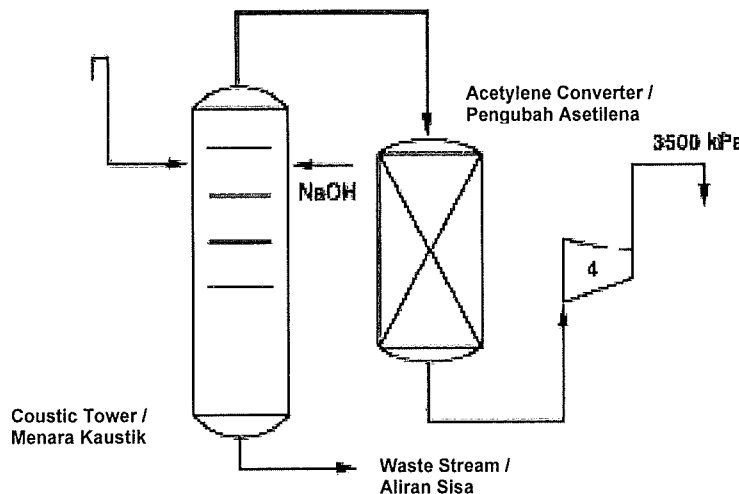 Acetylene Converter /
Pengubah Asetilena
3500 kPa
NaOH
4
Coustic Tower /
Menara Kaustik
Waste Stream /
Aliran Sisa